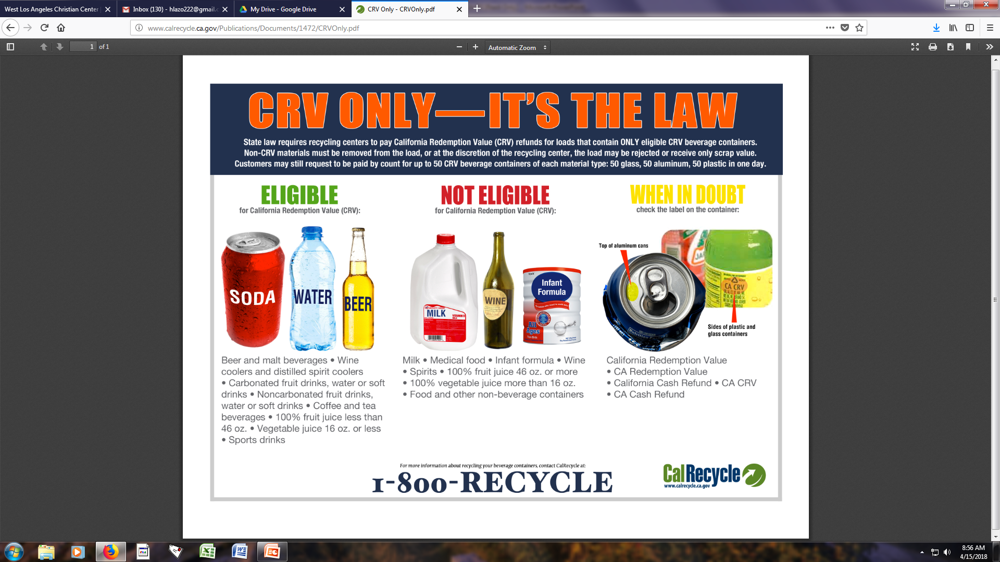 West Los Angeles Christian Center
Inbox (130) - hlazo222@gmail.c
My Drive - Google Drive
CRV Only - CRVOnly.pdf
www.calrecycle.ca.gov/Publications/Documents/1472/CRVOnly.pdf
1 of 1
Automatic Zoom
CRV ONLY—IT'S THE LAW
State law requires recycling centers to pay California Redemption Value (CRV) refunds for loads that contain ONLY eligible CRV beverage containers.
Non-CRV materials must be removed from the load, or at the discretion of the recycling center, the load may be rejected or receive only scrap value.
Customers may still request to be paid by count for up to 50 CRV beverage containers of each material type: 50 glass, 50 aluminum, 50 plastic in one day.
ELIGIBLE
for California Redemption Value (CRV):
SODA
WATER
BEER
Beer and malt beverages • Wine
coolers and distilled spirit coolers
• Carbonated fruit drinks, water or soft
drinks • Noncarbonated fruit drinks,
water or soft drinks • Coffee and tea
beverages • 100% fruit juice less than
46 oz. • Vegetable juice 16 oz. or less
• Sports drinks
NOT ELIGIBLE
for California Redemption Value (CRV):
MILK
VITAMIN D
MILK
WINE
Infant
Formula
All
Ages
Milk • Medical food • Infant formula • Wine
• Spirits • 100% fruit juice 46 oz. or more
• 100% vegetable juice more than 16 oz.
• Food and other non-beverage containers
WHEN IN DOUBT
check the label on the container:
Top of aluminum cans
CA CRV
Nutrition
Sides of plastic and
glass containers
California Redemption Value
• CA Redemption Value
• California Cash Refund • CA CRV
• CA Cash Refund
For more information about recycling your beverage containers, contact CalRecycle at:
1-800-RECYCLE
CalRecycle
www.calrecycle.ca.gov
8:56 AM
4/15/2018